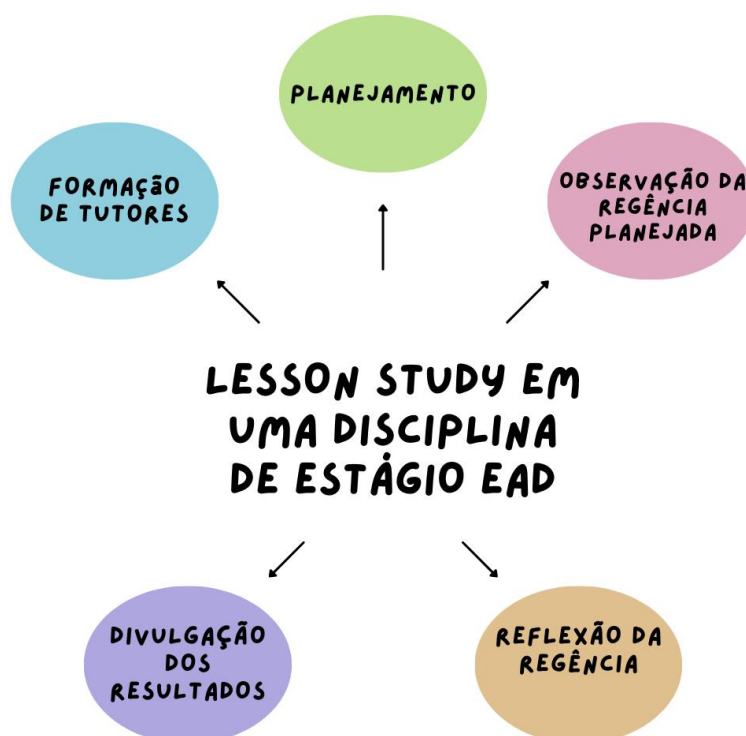 PLANEJAMENTO
FORMAÇÃO
DE TUTORES
OBSERVAÇÃO DA
REGÊNCIA
PLANEJADA
LESSON STUDY EM
UMA DISCIPLINA
DE ESTÁGIO EAD
DIVULGAÇÃO
DOS
RESULTADOS
REFLEXÃO DA
REGÊNCIA